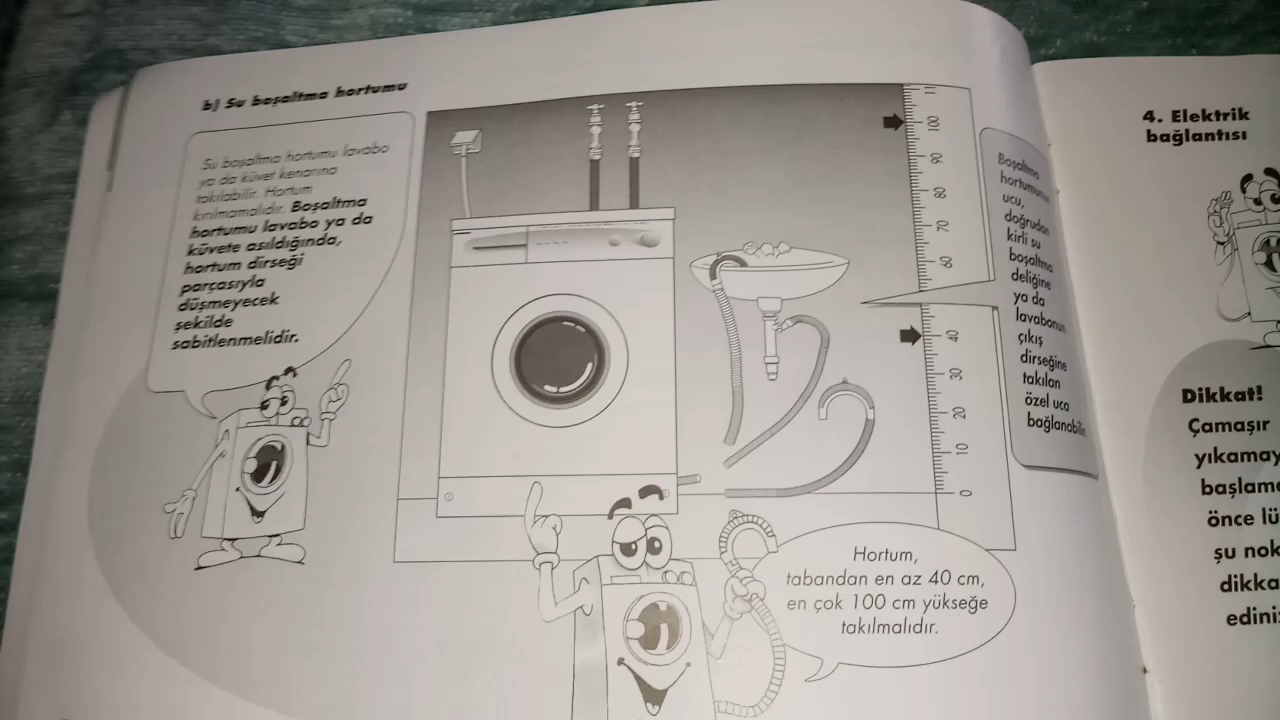 b) Su boşaltma hortumu
Su boşaltma hortumu lavabo
ya da küvet kenarına
takılabilir. Hortum
kırılmamalıdır. Boşaltma
hortumu lavabo ya da
küvete asıldığında,
hortum dirseği
parçasıyla
düşmeyecek
şekilde
sabitlenmelidir.
100
90
80
70
60
40
30
20
10
0
Boşaltma
hortumunun
ucu,
doğrudan
kirli su
boşaltma
deliğine
ya da
lavabonun
çıkış
dirseğine
takılan
özel uca
bağlanabilir.
Hortum,
tabandan en az 40 cm,
en çok 100 cm yükseğe
takılmalıdır.
4. Elektrik
bağlantısı
Dikkat!
Çamaşır
yıkamay
başlama
önce lü
şu nok
dikka
ediniz